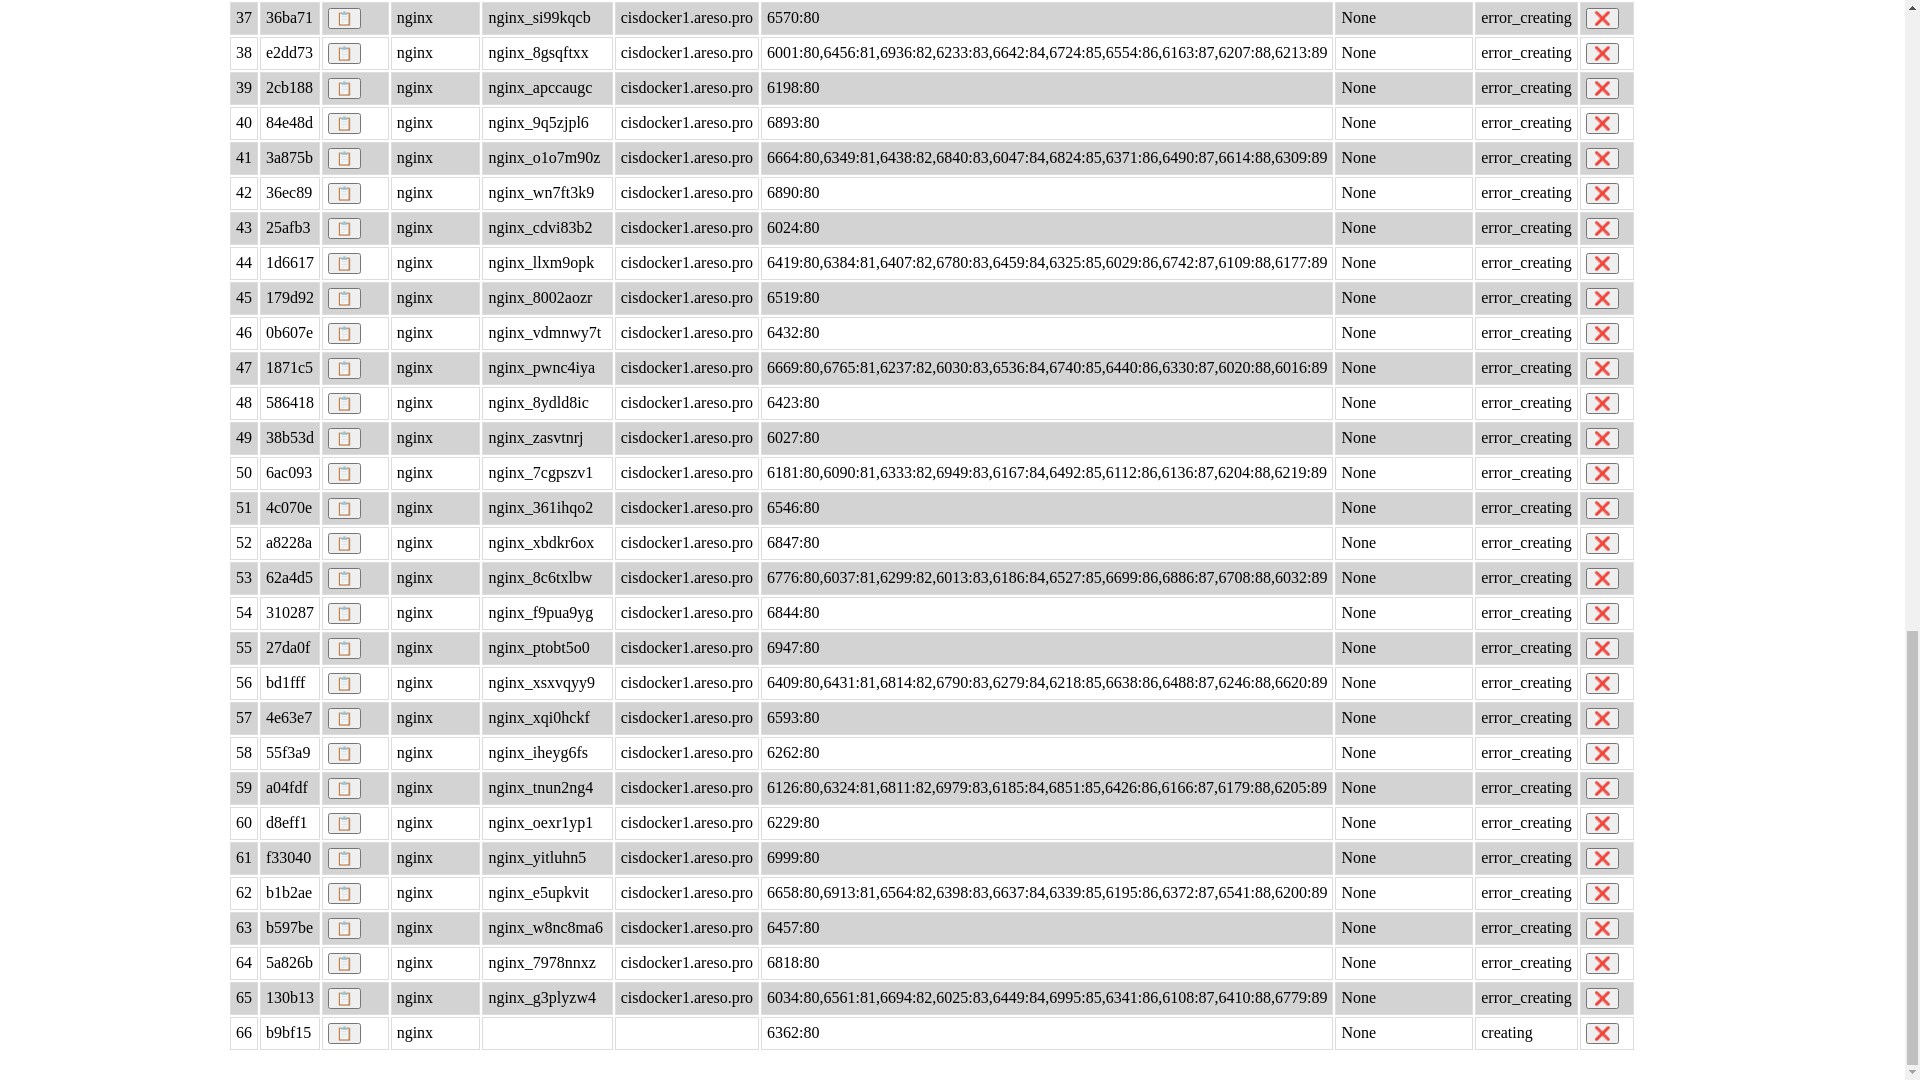 37 36ba71 nginx nginx_si99kqcb cisdocker1.areso.pro 6570:80 None error_creating
38 e2dd73 nginx nginx_8gsqftxx cisdocker1.areso.pro 6001:80,6456:81,6936:82,6233:83,6642:84,6724:85,6554:86,6163:87,6207:88,6213:89 None error_creating
39 2cb188 nginx nginx_apccaugc cisdocker1.areso.pro 6198:80 None error_creating
40 84e48d nginx nginx_9q5zjpl6 cisdocker1.areso.pro 6893:80 None error_creating
41 3a875b nginx nginx_o1o7m90z cisdocker1.areso.pro 6664:80,6349:81,6438:82,6840:83,6047:84,6824:85,6371:86,6490:87,6614:88,6309:89 None error_creating
42 36ec89 nginx nginx_wn7ft3k9 cisdocker1.areso.pro 6890:80 None error_creating
43 25afb3 nginx nginx_cdvi83b2 cisdocker1.areso.pro 6024:80 None error_creating
44 1d6617 nginx nginx_llxm9opk cisdocker1.areso.pro 6419:80,6384:81,6407:82,6780:83,6459:84,6325:85,6029:86,6742:87,6109:88,6177:89 None error_creating
45 179d92 nginx nginx_8002aozr cisdocker1.areso.pro 6519:80 None error_creating
46 0b607e nginx nginx_vdmnwy7t cisdocker1.areso.pro 6432:80 None error_creating
47 1871c5 nginx nginx_pwnc4iya cisdocker1.areso.pro 6669:80,6765:81,6237:82,6030:83,6536:84,6740:85,6440:86,6330:87,6020:88,6016:89 None error_creating
48 586418 nginx nginx_8ydld8ic cisdocker1.areso.pro 6423:80 None error_creating
49 38b53d nginx nginx_zasvtnrj cisdocker1.areso.pro 6027:80 None error_creating
50 6ac093 nginx nginx_7cgpszv1 cisdocker1.areso.pro 6181:80,6090:81,6333:82,6949:83,6167:84,6492:85,6112:86,6136:87,6204:88,6219:89 None error_creating
51 4c070e nginx nginx_361ihqo2 cisdocker1.areso.pro 6546:80 None error_creating
52 a8228a nginx nginx_xbdkr6ox cisdocker1.areso.pro 6847:80 None error_creating
53 62a4d5 nginx nginx_8c6txlbw cisdocker1.areso.pro 6776:80,6037:81,6299:82,6013:83,6186:84,6527:85,6699:86,6886:87,6708:88,6032:89 None error_creating
54 310287 nginx nginx_f9pua9yg cisdocker1.areso.pro 6844:80 None error_creating
55 27da0f nginx nginx_ptobt5o0 cisdocker1.areso.pro 6947:80 None error_creating
56 bd1fff nginx nginx_xsxvqyy9 cisdocker1.areso.pro 6409:80,6431:81,6814:82,6790:83,6279:84,6218:85,6638:86,6488:87,6246:88,6620:89 None error_creating
57 4e63e7 nginx nginx_xqi0hckf cisdocker1.areso.pro 6593:80 None error_creating
58 55f3a9 nginx nginx_iheyg6fs cisdocker1.areso.pro 6262:80 None error_creating
59 a04fdf nginx nginx_tnun2ng4 cisdocker1.areso.pro 6126:80,6324:81,6811:82,6979:83,6185:84,6851:85,6426:86,6166:87,6179:88,6205:89 None error_creating
60 d8eff1 nginx nginx_oexr1yp1 cisdocker1.areso.pro 6229:80 None error_creating
61 f33040 nginx nginx_yitluhn5 cisdocker1.areso.pro 6999:80 None error_creating
62 b1b2ae nginx nginx_e5upkvit cisdocker1.areso.pro 6658:80,6913:81,6564:82,6398:83,6637:84,6339:85,6195:86,6372:87,6541:88,6200:89 None error_creating
63 b597be nginx nginx_w8nc8ma6 cisdocker1.areso.pro 6457:80 None error_creating
64 5a826b nginx nginx_7978nnxz cisdocker1.areso.pro 6818:80 None error_creating
65 130b13 nginx nginx_g3plyzw4 cisdocker1.areso.pro 6034:80,6561:81,6694:82,6025:83,6449:84,6995:85,6341:86,6108:87,6410:88,6779:89 None error_creating
66 b9bf15 nginx 6362:80 None creating